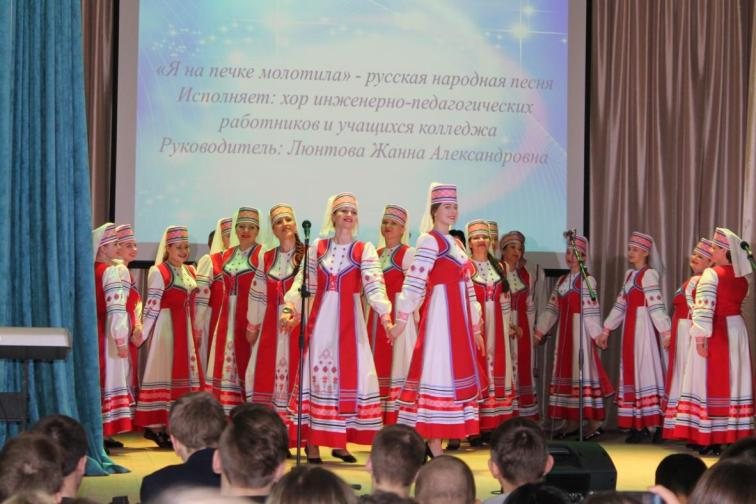 «Я на печке молотила» - русская народная песня
Исполняет: хор инженерно-педагогических
работников и учащихся колледжа
Руководитель: Люнтова Жанна Александровна